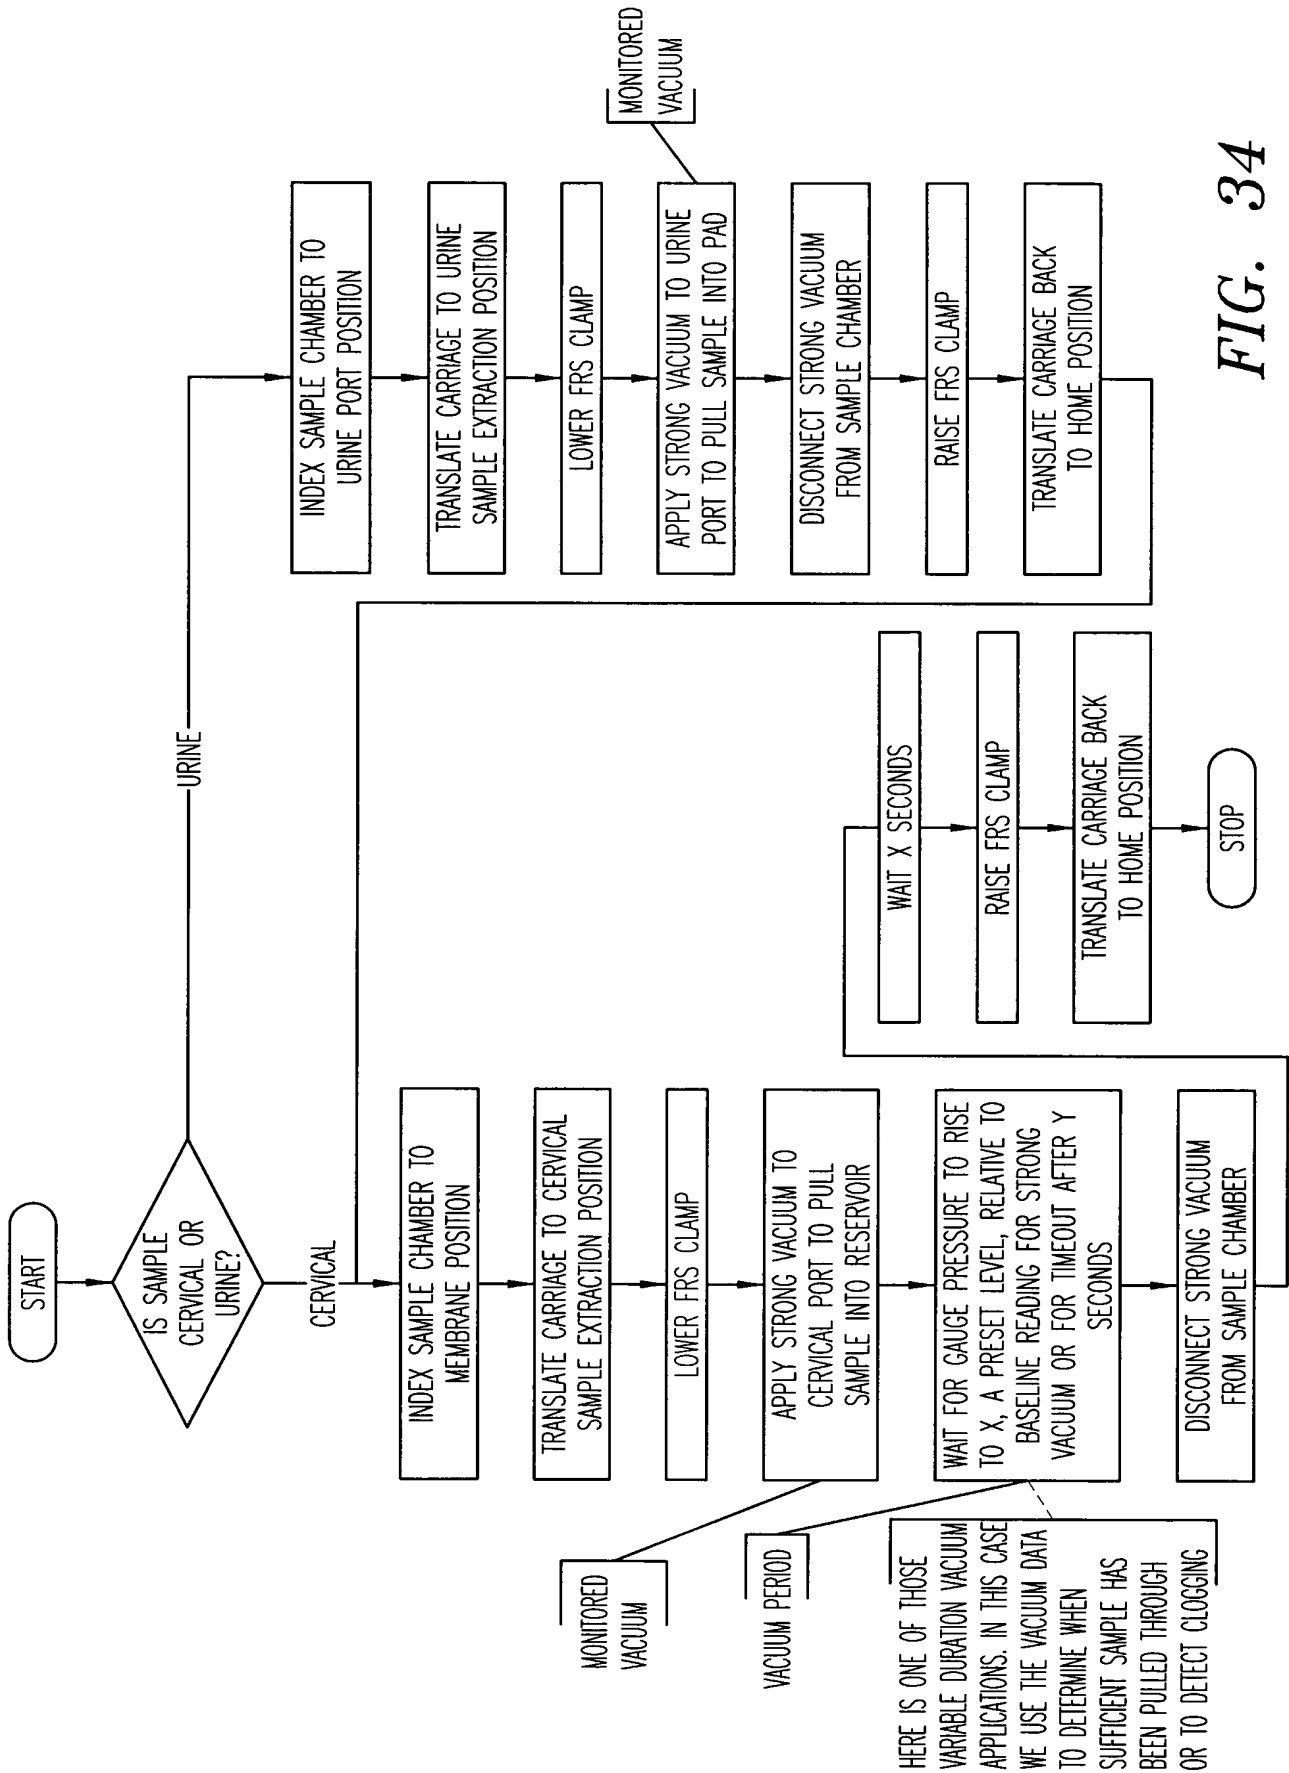 START
IS SAMPLE
CERVICAL OR
URINE?
URINE
CERVICAL
INDEX SAMPLE CHAMBER TO
MEMBRANE POSITION
TRANSLATE CARRIAGE TO CERVICAL
SAMPLE EXTRACTION POSITION
LOWER FRS CLAMP
APPLY STRONG VACUUM TO
CERVICAL PORT TO PULL
SAMPLE INTO RESERVOIR
MONITORED
VACUUM
WAIT FOR GAUGE PRESSURE TO RISE
TO X, A PRESET LEVEL, RELATIVE TO
BASELINE READING FOR STRONG
VACUUM OR FOR TIMEOUT AFTER Y
SECONDS
VACUUM PERIOD
HERE IS ONE OF THOSE
VARIABLE DURATION VACUUM
APPLICATIONS. IN THIS CASE
WE USE THE VACUUM DATA
TO DETERMINE WHEN
SUFFICIENT SAMPLE HAS
BEEN PULLED THROUGH
OR TO DETECT CLOGGING
DISCONNECT STRONG VACUUM
FROM SAMPLE CHAMBER
WAIT X SECONDS
RAISE FRS CLAMP
TRANSLATE CARRIAGE BACK
TO HOME POSITION
STOP
INDEX SAMPLE CHAMBER TO
URINE PORT POSITION
TRANSLATE CARRIAGE TO URINE
SAMPLE EXTRACTION POSITION
LOWER FRS CLAMP
APPLY STRONG VACUUM TO URINE
PORT TO PULL SAMPLE INTO PAD
MONITORED
VACUUM
DISCONNECT STRONG VACUUM
FROM SAMPLE CHAMBER
RAISE FRS CLAMP
TRANSLATE CARRIAGE BACK
TO HOME POSITION
FIG. 34